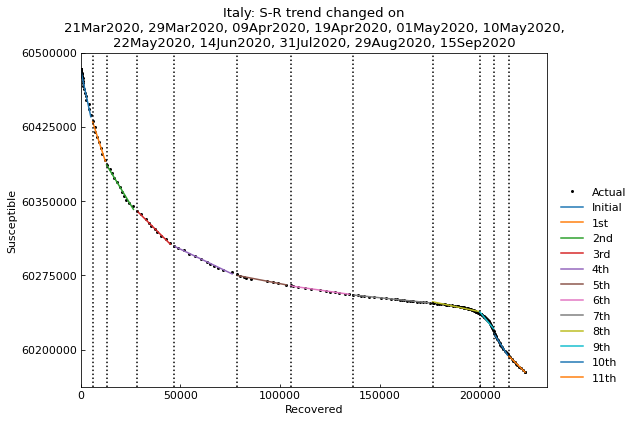 Italy: S-R trend changed on
21Mar2020, 29Mar2020, 09Apr2020, 19Apr2020, 01May2020, 10May2020,
22May2020, 14Jun2020, 31Jul2020, 29Aug2020, 15Sep2020
60500000
60425000
60350000
60275000
60200000
Susceptible
0
50000
100000
150000
200000
Recovered
Actual
Initial
1st
2nd
3rd
4th
5th
6th
7th
8th
9th
10th
11th